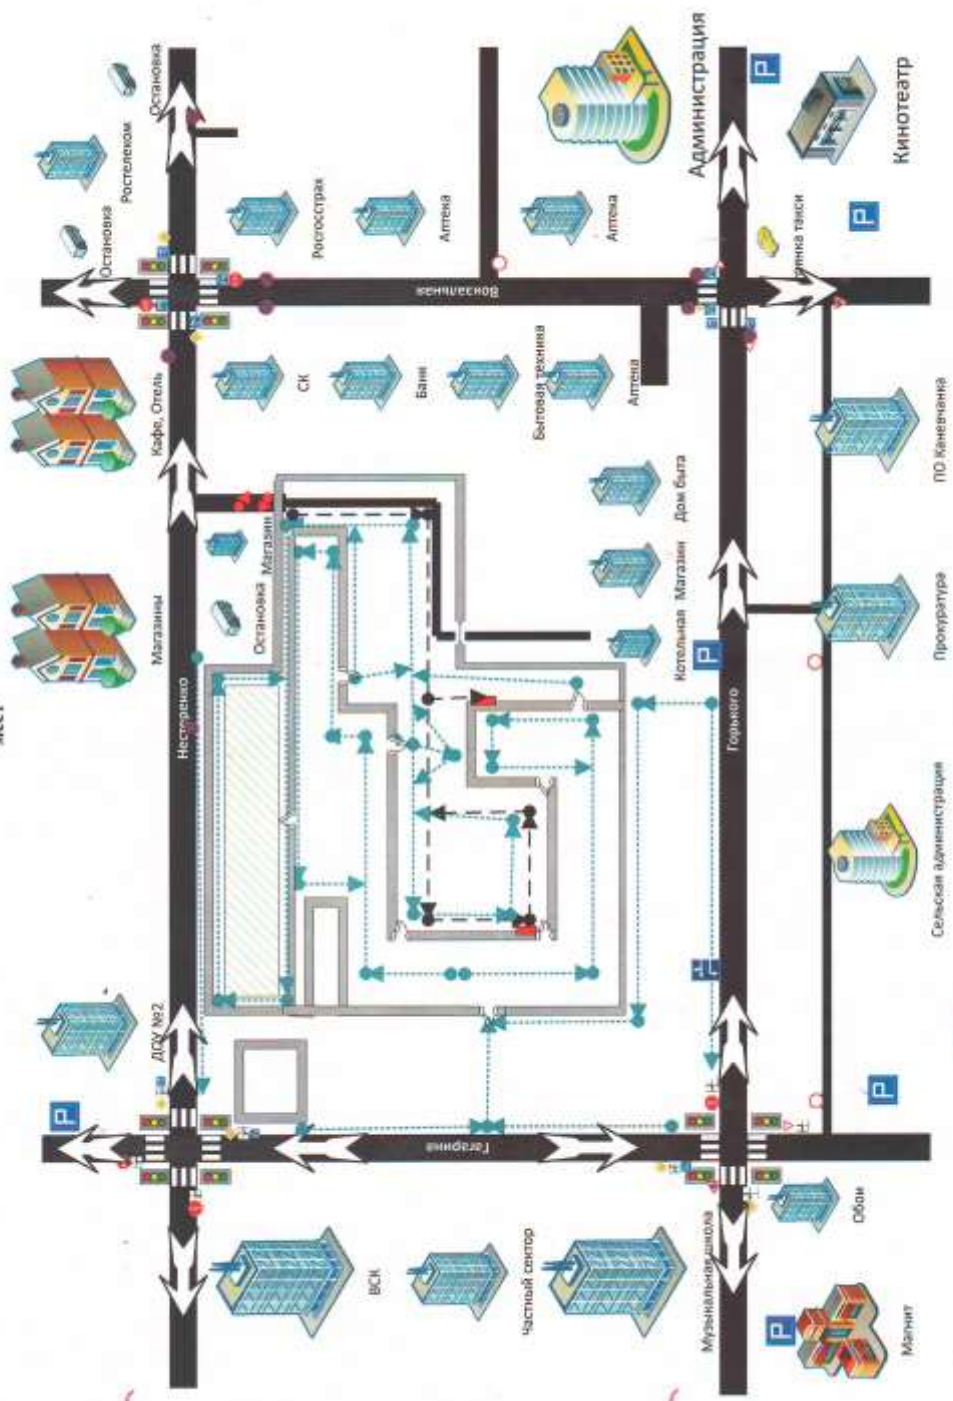 мест
Остановка
Ростелеком
Остановка
Кафе, Отель
Магазины
ДОУ №2
Нестеренко
Росгосстрах
Аптека
Аптека
Администрация
Вокзальная
СК
Банк
Бытовая техника
Аптека
Магазин
Остановка
Дом быта
Магазин
Котельная
Горького
Гагарина
ВСК
Частный сектор
Музыкальная школа
Кинотеатр
P
P
P
P
P
P
ПО Каневчанка
Прокуратура
Сельская администрация
Обои
Магнит